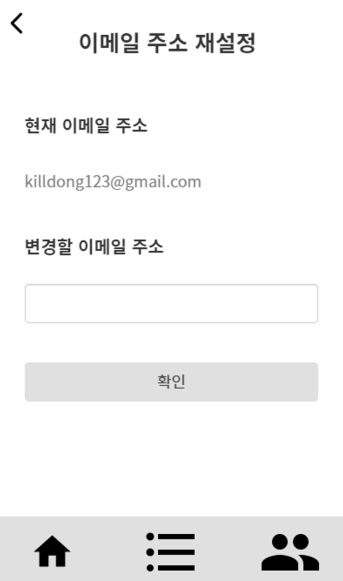 이메일 주소 재설정
현재 이메일 주소
killdong123@gmail.com
변경할 이메일 주소
확인